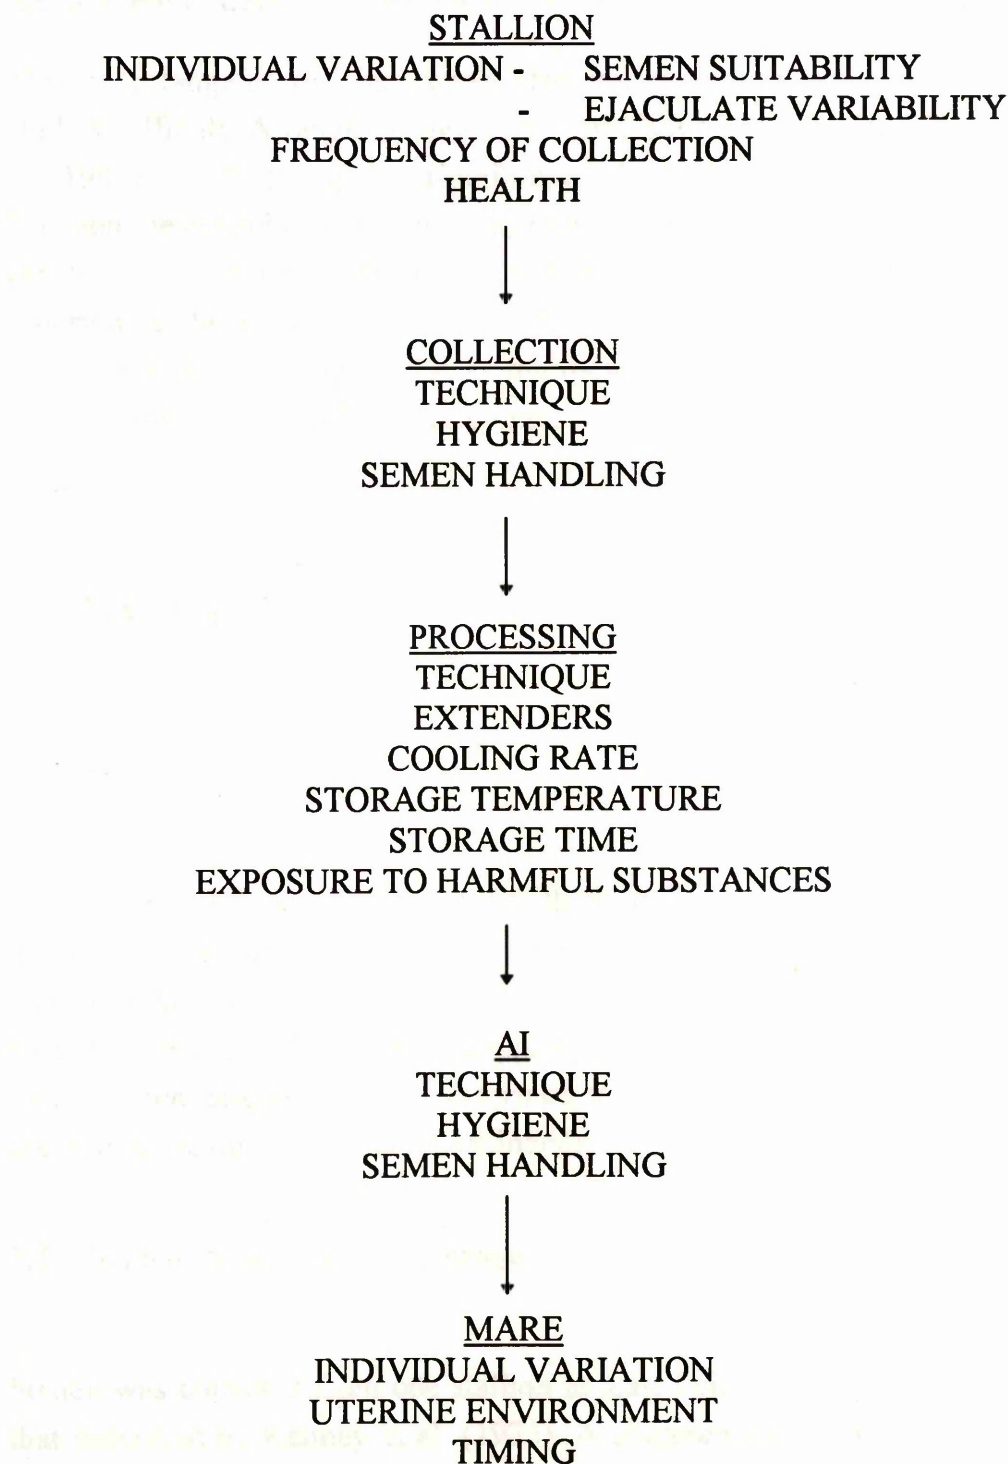 STALLION
INDIVIDUAL VARIATION - SEMEN SUITABILITY
- EJACULATE VARIABILITY
FREQUENCY OF COLLECTION
HEALTH
COLLECTION
TECHNIQUE
HYGIENE
SEMEN HANDLING
PROCESSING
TECHNIQUE
EXTENDERS
COOLING RATE
STORAGE TEMPERATURE
STORAGE TIME
EXPOSURE TO HARMFUL SUBSTANCES
AI
TECHNIQUE
HYGIENE
SEMEN HANDLING
MARE
INDIVIDUAL VARIATION
UTERINE ENVIRONMENT
TIMING